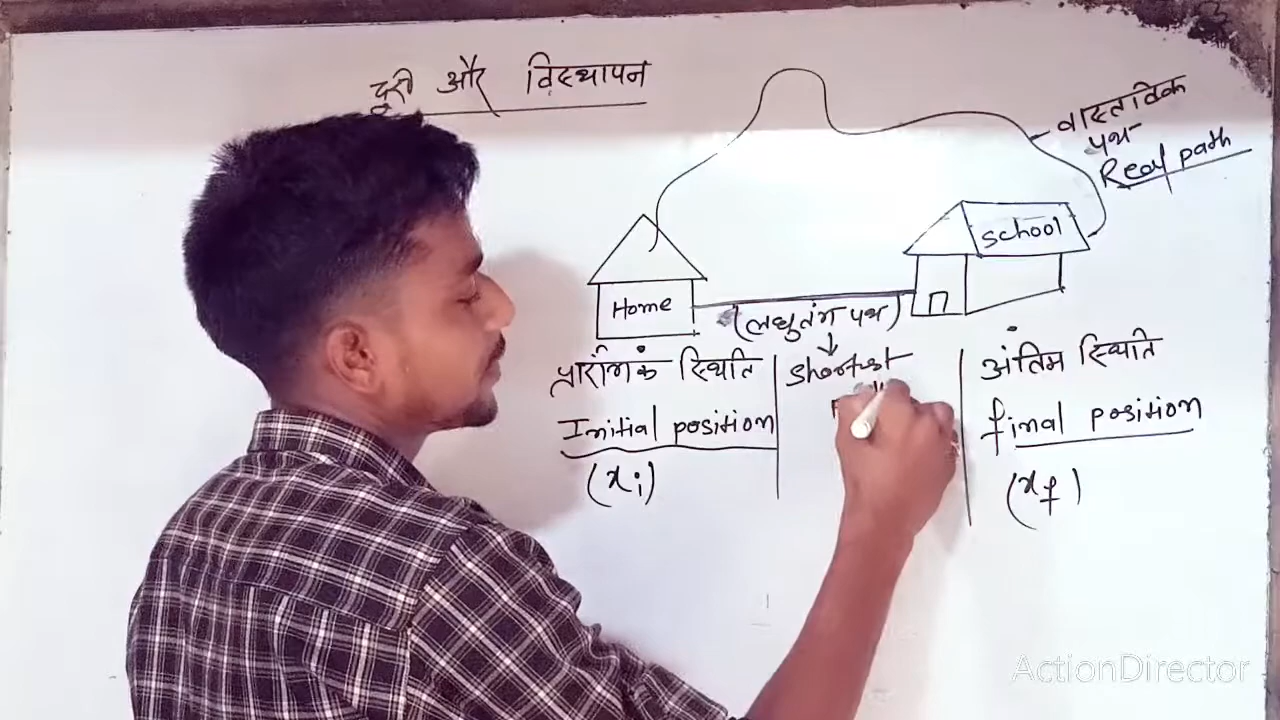 दूरी और विस्थापन
वास्तविक
पथ
Real path
school
Home
(लघुतम पथ)
प्रारंभिक स्थिति
Initial position
(xi)
shortest
अंतिम स्थिति
final position
(xf)
ActionDirector